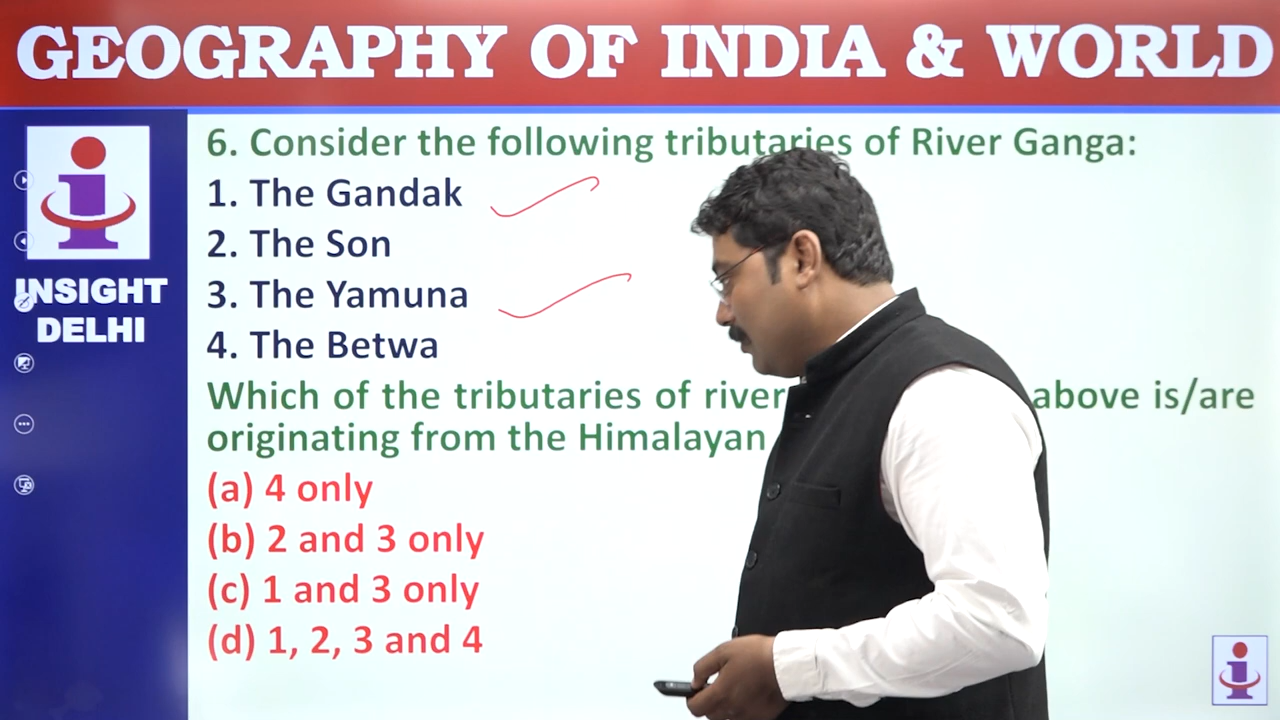 GEOGRAPHY OF INDIA & WORLD
INSIGHT
DELHI
6. Consider the following tributaries of River Ganga:
1. The Gandak
2. The Son
3. The Yamuna
4. The Betwa
Which of the tributaries of river above is/are
originating from the Himalayan
(a) 4 only
(b) 2 and 3 only
(c) 1 and 3 only
(d) 1, 2, 3 and 4